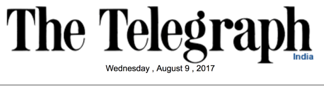 The Telegraph
India
Wednesday , August 9 , 2017